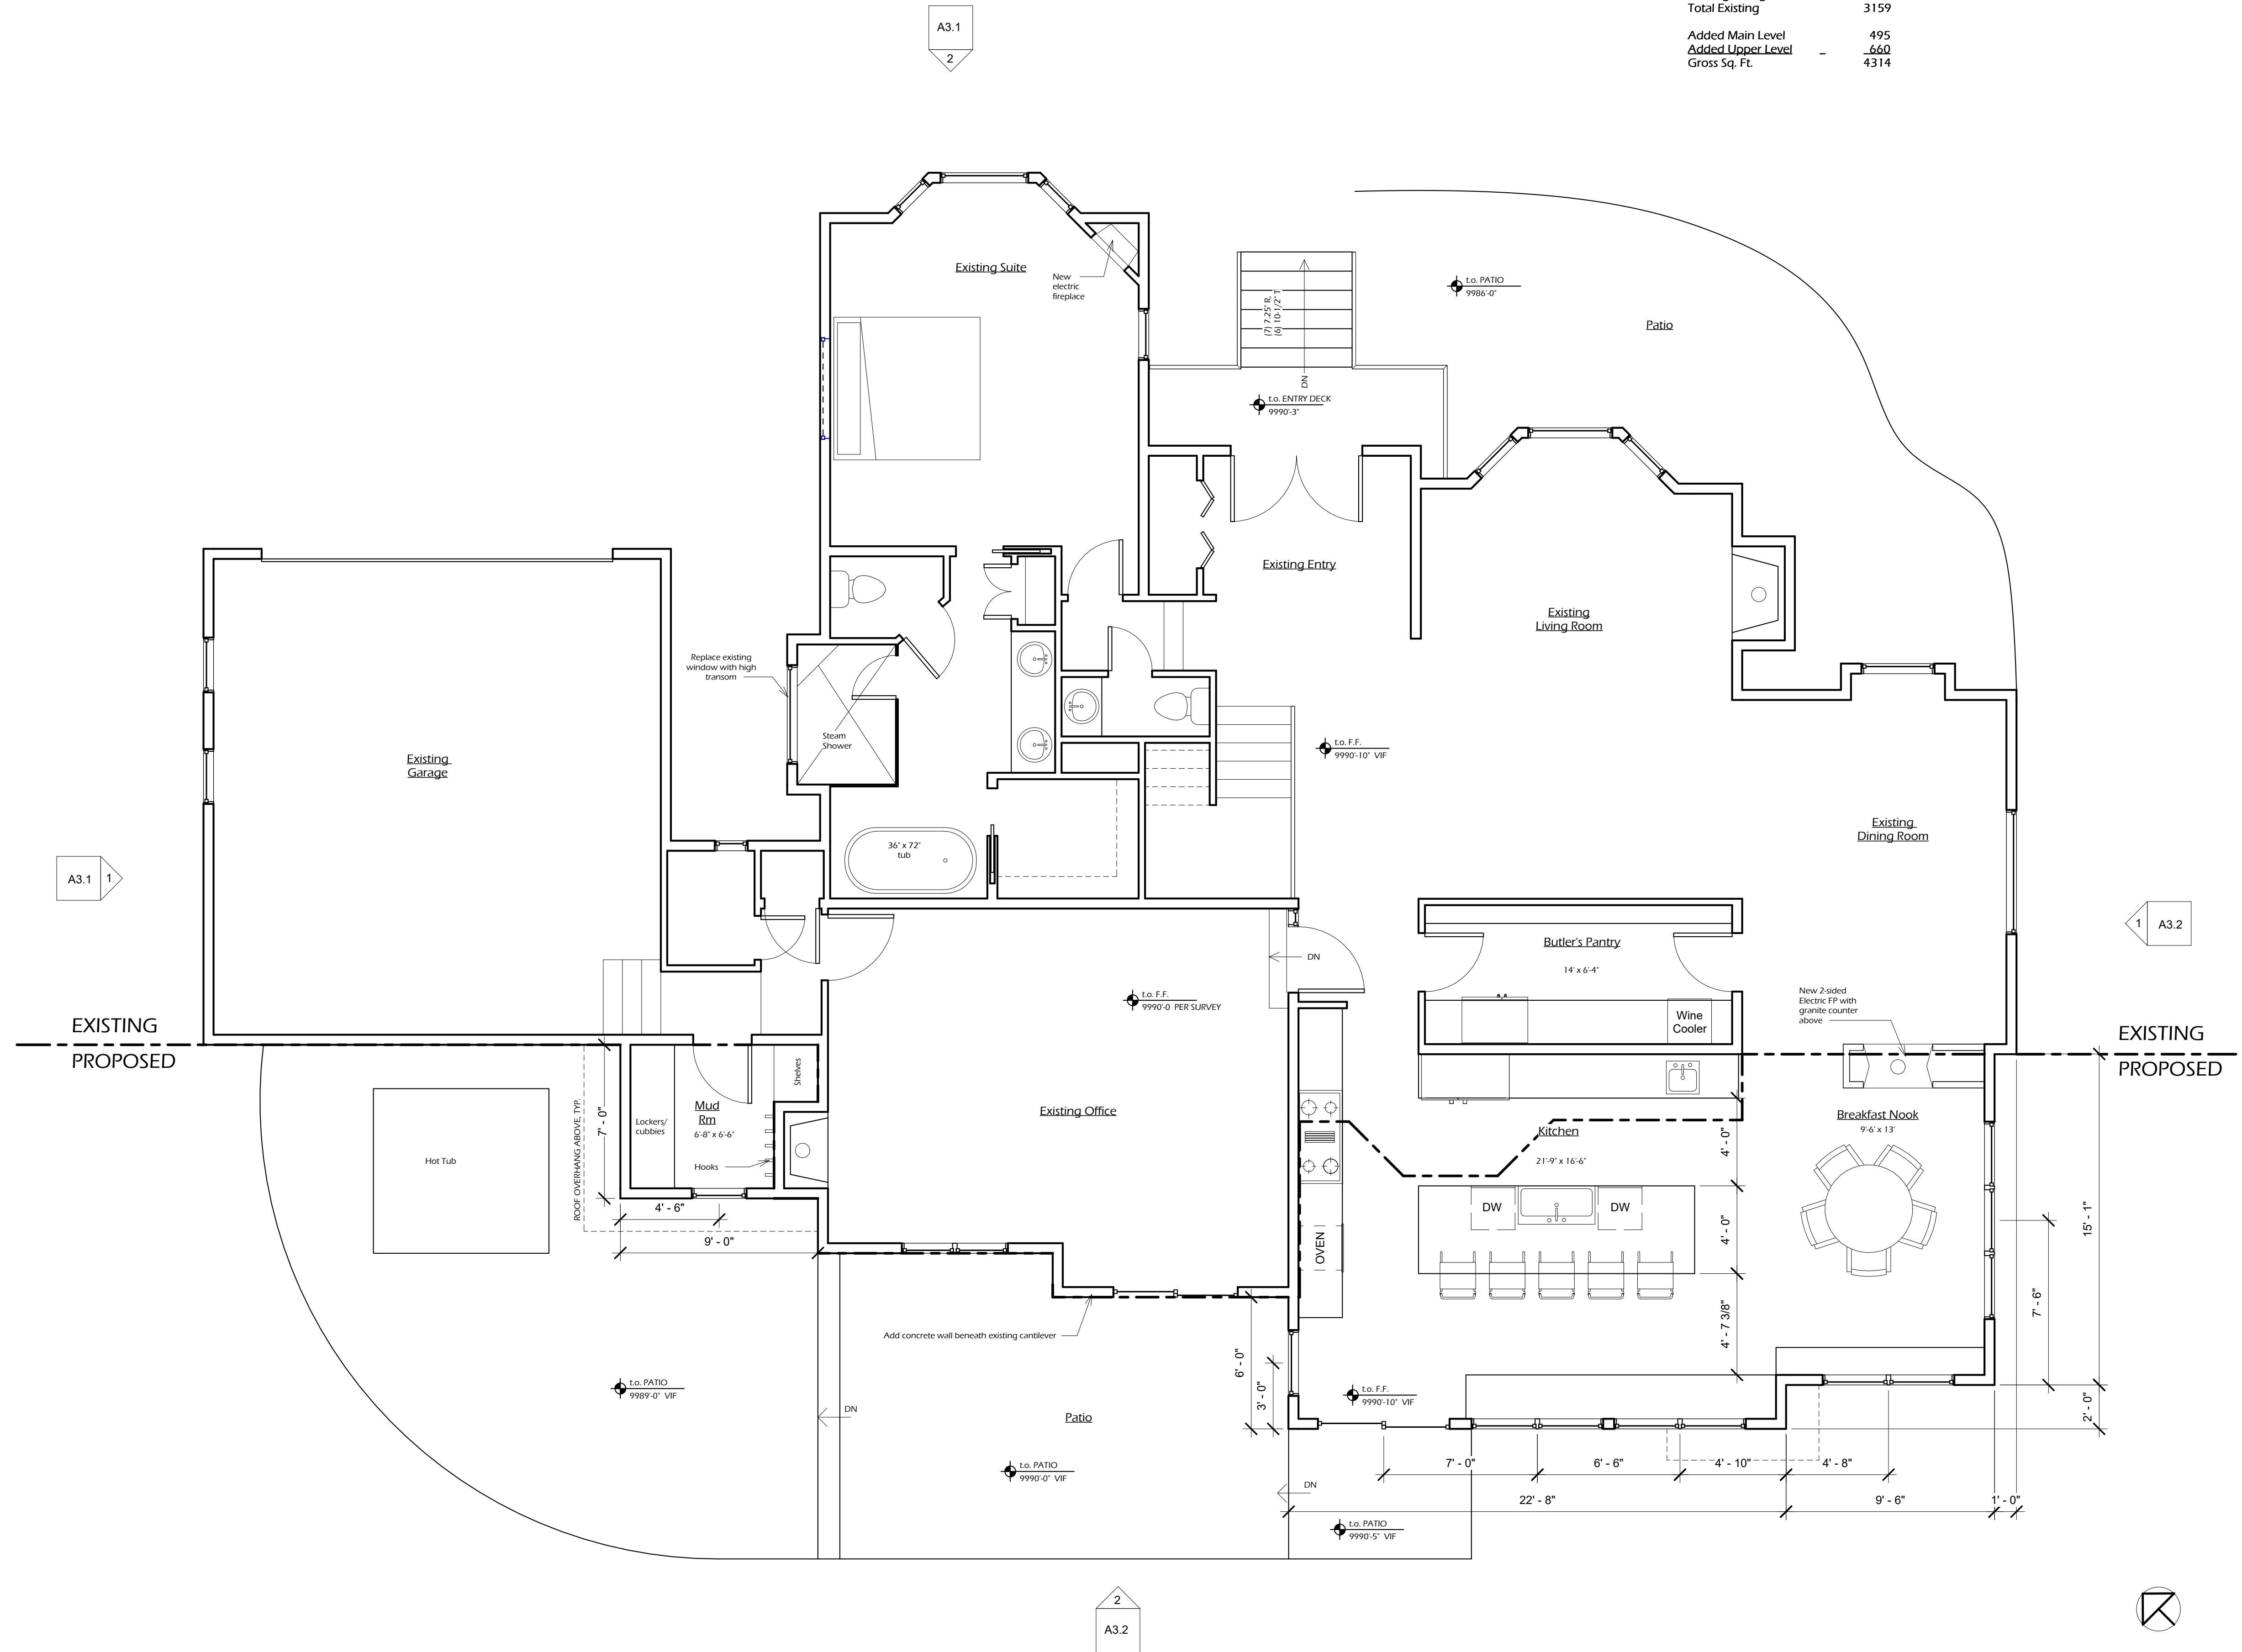 Total Existing 3159
Added Main Level 495
Added Upper Level 660
Gross Sq. Ft. 4314
A3.1
2
Existing Suite
New
electric
fireplace
(7) 7.25" R,
(6) 10-1/2" T
DN
t.o. PATIO
9986'-0"
Patio
t.o. ENTRY DECK
9990'-3"
Existing Entry
Existing
Living Room
Replace existing
window with high
transom
Steam
Shower
Existing
Garage
t.o. F.F.
9990'-10" VIF
Existing
Dining Room
36" x 72"
tub
A3.1
1
1
A3.2
Butler's Pantry
14' x 6'-4"
DN
t.o. F.F.
9990'-0 PER SURVEY
Wine
Cooler
New 2-sided
Electric FP with
granite counter
above
EXISTING
PROPOSED
EXISTING
PROPOSED
Shelves
Mud
Rm
6'-8" x 6'-6"
Lockers/
cubbies
Hooks
ROOF OVERHANG ABOVE, TYP.
7' - 0"
Hot Tub
4' - 6"
9' - 0"
Existing Office
Kitchen
21'-9" x 16'-6"
Breakfast Nook
9'-6' x 13'
DW
DW
OVEN
4' - 0"
4' - 0"
4' - 7 3/8"
15' - 1"
7' - 6"
2' - 0"
Add concrete wall beneath existing cantilever
6' - 0"
3' - 0"
t.o. PATIO
9989'-0" VIF
DN
Patio
t.o. F.F.
9990'-10" VIF
t.o. PATIO
9990'-0" VIF
DN
7' - 0"
6' - 6"
4' - 10"
4' - 8"
22' - 8"
9' - 6"
1' - 0"
t.o. PATIO
9990'-5" VIF
2
A3.2